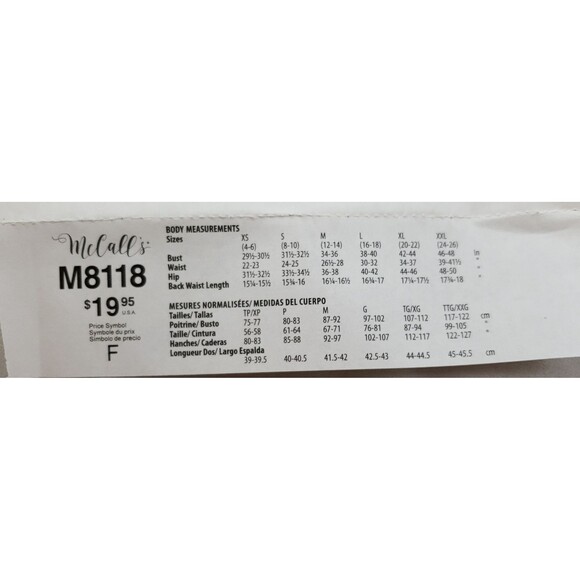 McCall's
M8118
$19.95
U.S.A.
Price Symbol
Symbole du prix
Símbolo de precio
F
BODY MEASUREMENTS
Sizes XS S M L XL XXL
(4-6) (8-10) (12-14) (16-18) (20-22) (24-26)
Bust 29½-30½ 31½-32½ 34-36 38-40 42-44 46-48 in
Waist 22-23 24-25 26½-28 30-32 34-37 39-41½ "
Hip 31½-32½ 33½-34½ 36-38 40-42 44-46 48-50 "
Back Waist Length 15¼-15½ 15¾-16 16¼-16½ 16¾-17 17¼-17½ 17¾-18 "
MESURES NORMALISÉES/ MEDIDAS DEL CUERPO
Tailles/ Tallas TP/XP P M G TG/XG TTG/XXG
Poitrine/ Busto 75-77 80-83 87-92 97-102 107-112 117-122 cm
Taille/ Cintura 56-58 61-64 67-71 76-81 87-94 99-105 "
Hanches/ Caderas 80-83 85-88 92-97 102-107 112-117 122-127 "
Longueur Dos/ Largo Espalda
39-39.5 40-40.5 41.5-42 42.5-43 44-44.5 45-45.5 cm